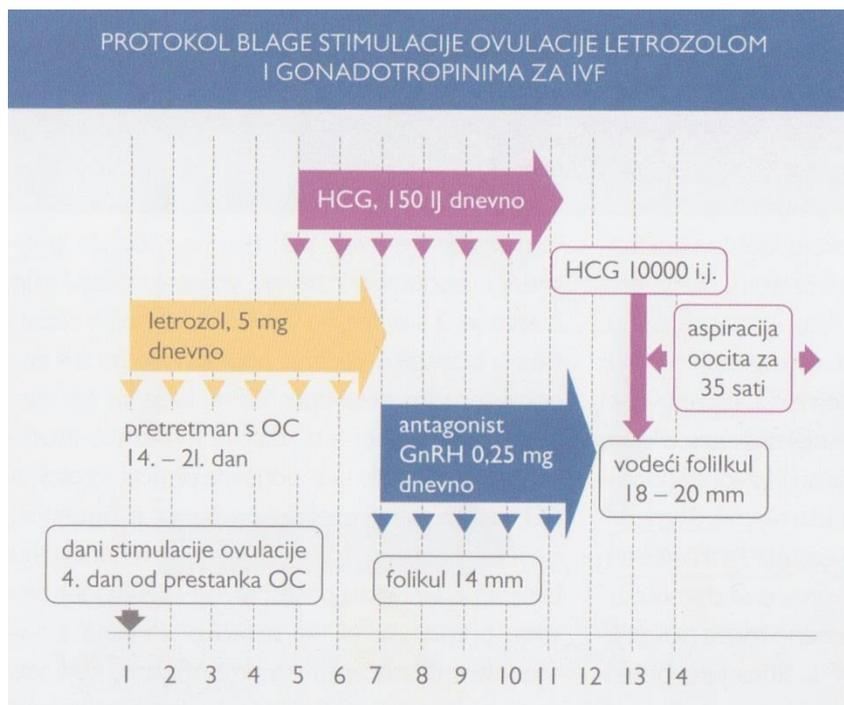 PROTOKOL BLAGE STIMULACIJE OVULACIJE LETROZOLOM
I GONADOTROPINIMA ZA IVF
HCG, 150 IJ dnevno
HCG 10000 i.j.
letrozol, 5 mg
dnevno
aspiracija
oocita za
35 sati
pretretman s OC
14. – 21. dan
antagonist
GnRH 0,25 mg
dnevno
vodeći folilkul
18 – 20 mm
dani stimulacije ovulacije
4. dan od prestanka OC
folikul 14 mm
1 2 3 4 5 6 7 8 9 10 11 12 13 14